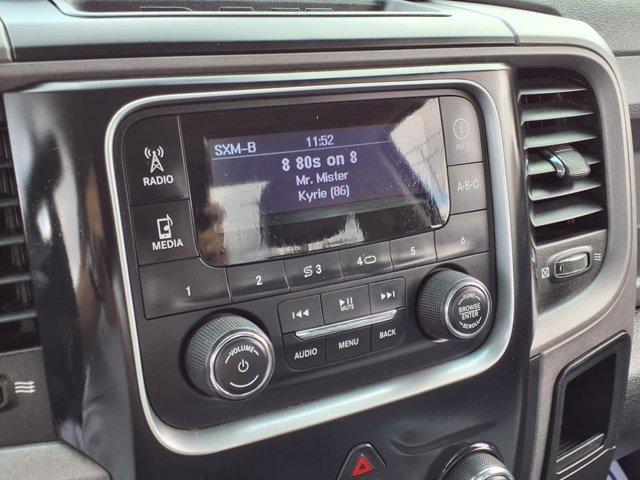 SXM-B 11:52
8 80s on 8
Mr. Mister
Kyrie (86)
RADIO
MEDIA
INFO
A-B-C
1 2 3 4 5 6
MUTE
AUDIO MENU BACK
VOLUME
TUNE
BROWSE
ENTER
SCROLL